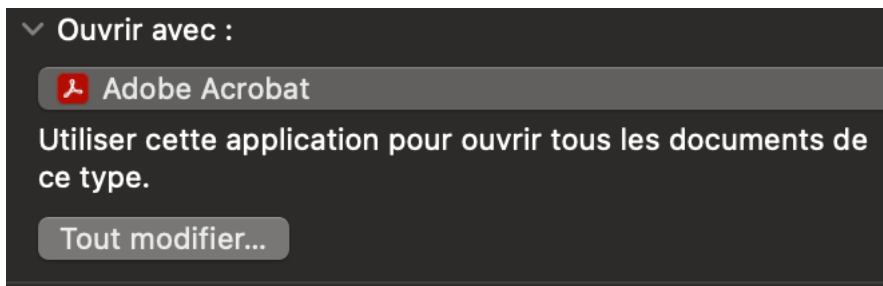 Ouvrir avec :
Adobe Acrobat
Utiliser cette application pour ouvrir tous les documents de
ce type.
Tout modifier...